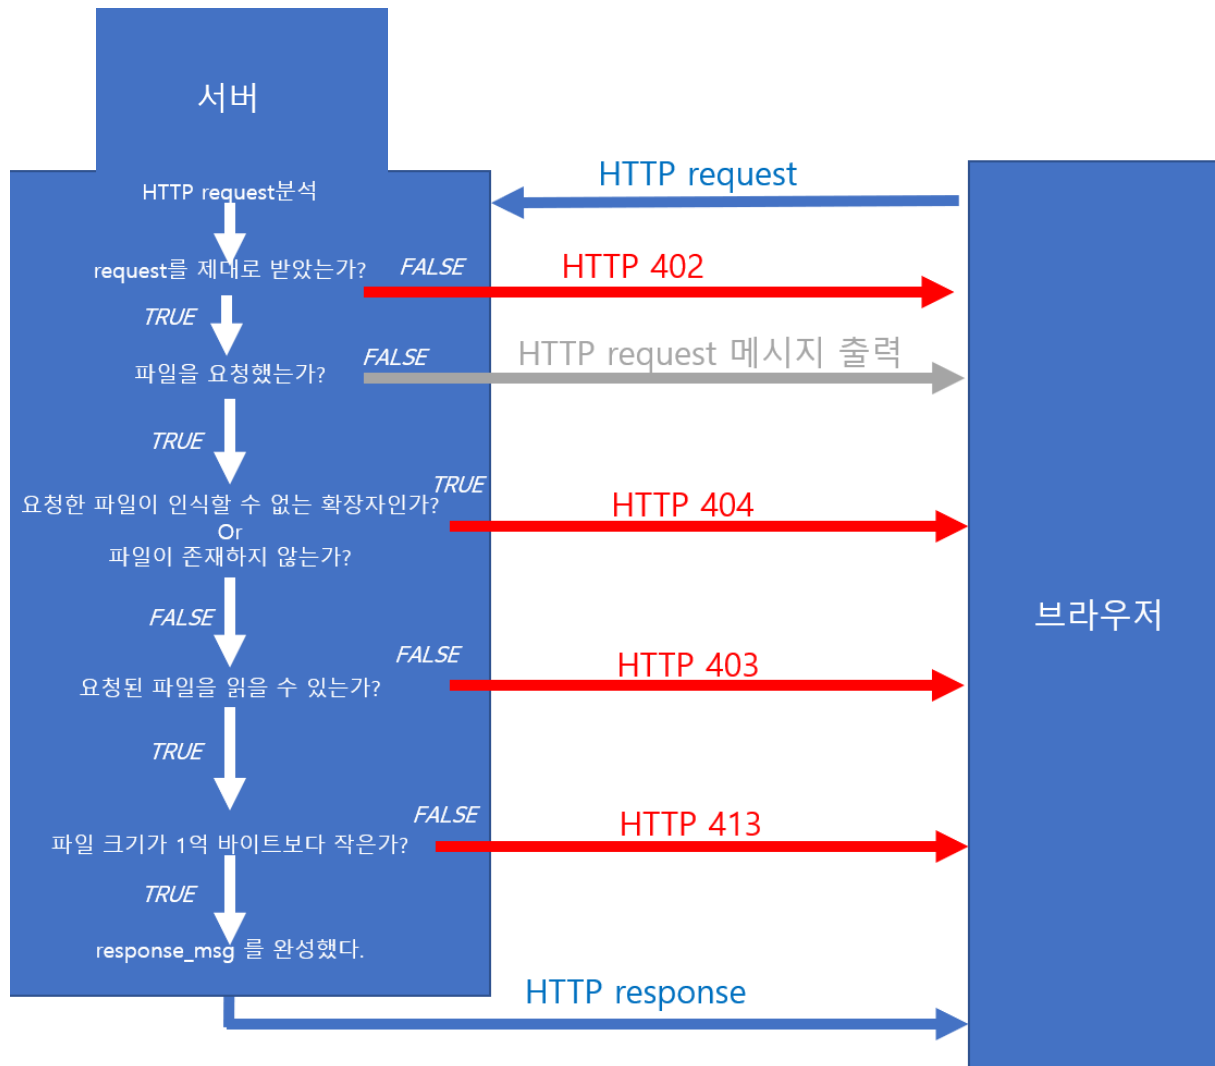 서버
HTTP request
HTTP request분석
request를 제대로 받았는가?
FALSE
HTTP 402
TRUE
파일을 요청했는가?
FALSE
HTTP request 메시지 출력
TRUE
요청한 파일이 인식할 수 없는 확장자인가?
Or
파일이 존재하지 않는가?
TRUE
HTTP 404
브라우저
FALSE
요청된 파일을 읽을 수 있는가?
FALSE
HTTP 403
TRUE
파일 크기가 1억 바이트보다 작은가?
FALSE
HTTP 413
TRUE
response_msg 를 완성했다.
HTTP response